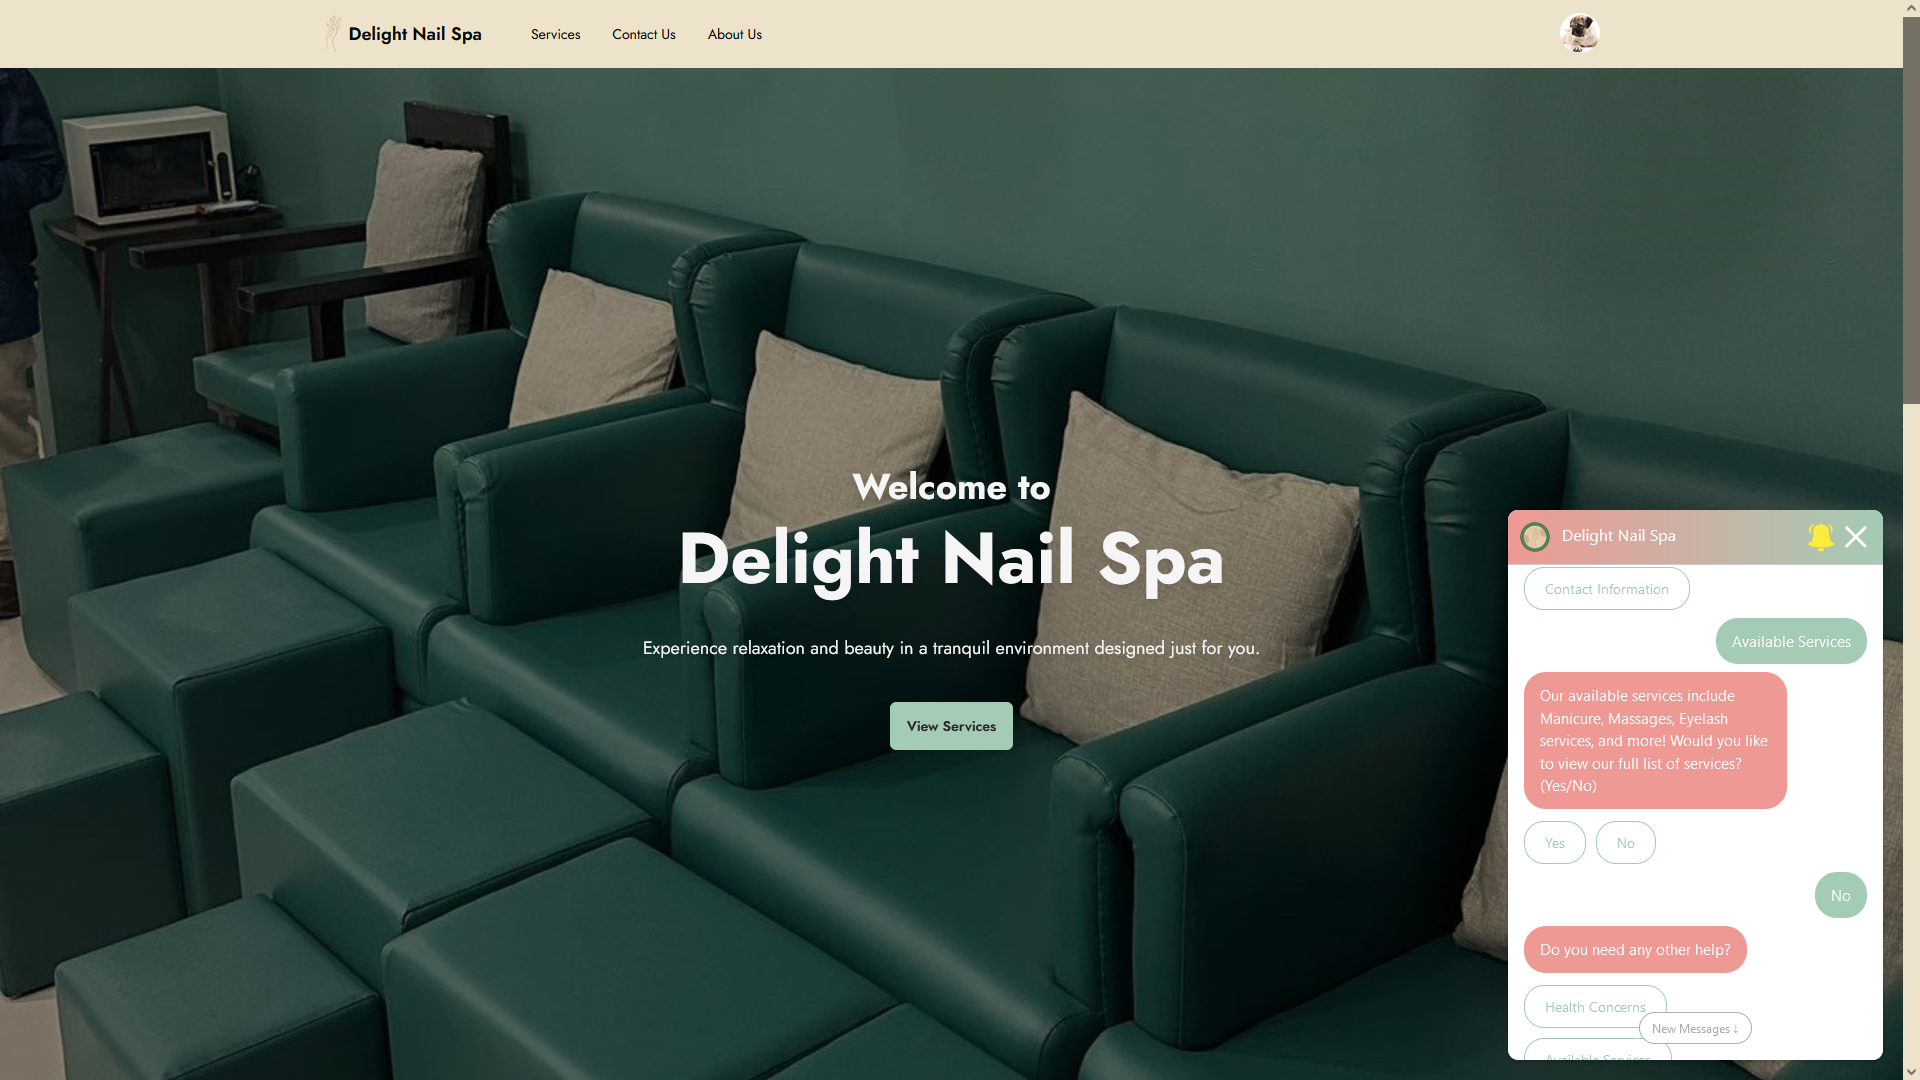 Delight Nail Spa
Services
Contact Us
About Us
Welcome to
Delight Nail Spa
Experience relaxation and beauty in a tranquil environment designed just for you.
View Services
Delight Nail Spa
Contact Information
Available Services
Our available services include
Manicure, Massages, Eyelash
services, and more! Would you like
to view our full list of services?
(Yes/No)
Yes
No
No
Do you need any other help?
Health Concerns
New Messages ↓
Available Services